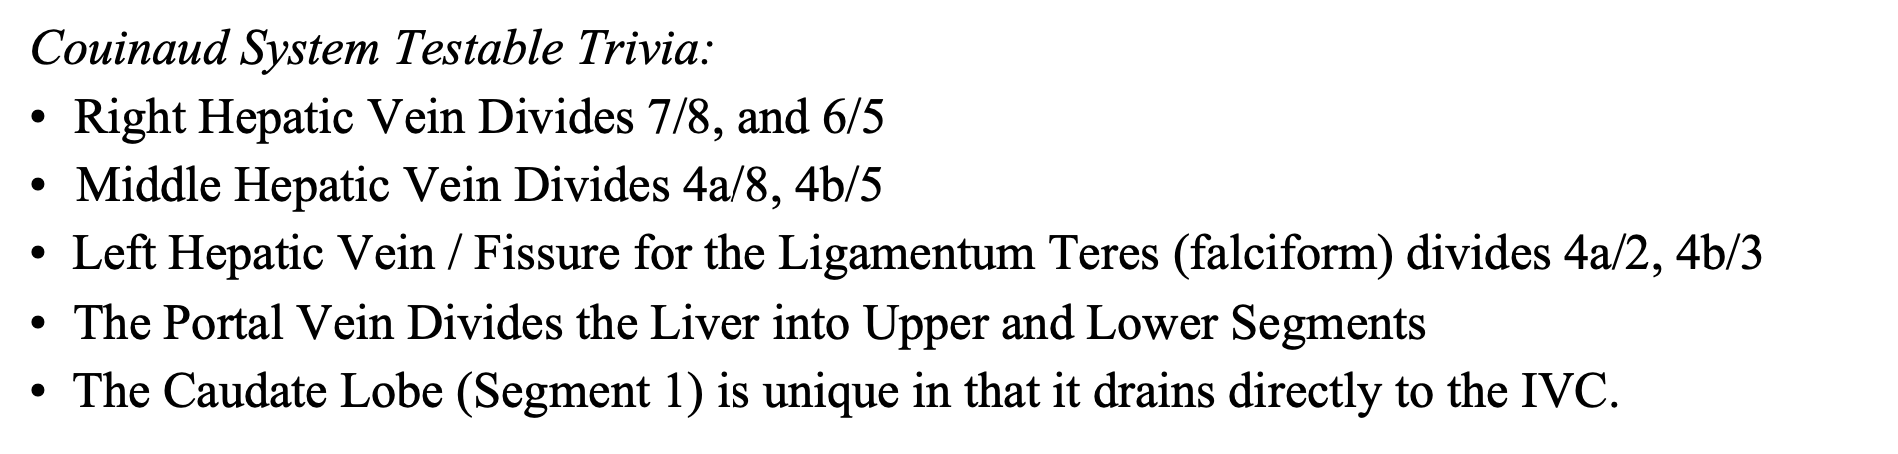 Couinaud System Testable Trivia:
• Right Hepatic Vein Divides 7/8, and 6/5
• Middle Hepatic Vein Divides 4a/8, 4b/5
• Left Hepatic Vein / Fissure for the Ligamentum Teres (falciform) divides 4a/2, 4b/3
• The Portal Vein Divides the Liver into Upper and Lower Segments
• The Caudate Lobe (Segment 1) is unique in that it drains directly to the IVC.